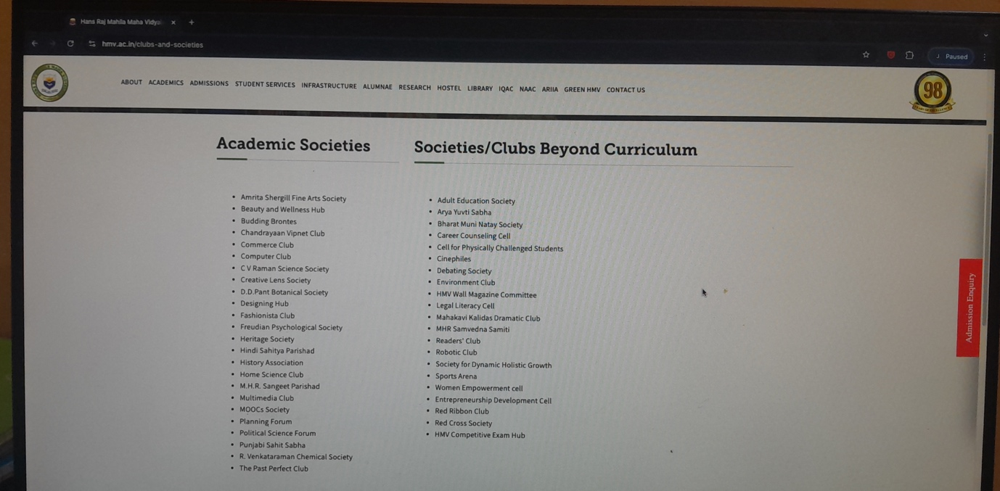 Hans Raj Mahila Maha Vidya
hmv.ac.in/clubs-and-societies
J Paused
ABOUT ACADEMICS ADMISSIONS STUDENT SERVICES INFRASTRUCTURE ALUMNAE RESEARCH HOSTEL LIBRARY IQAC NAAC ARIIA GREEN HMV CONTACT US
98
Academic Societies
Amrita Shergill Fine Arts Society
Beauty and Wellness Hub
Budding Brontes
Chandrayaan Vipnet Club
Commerce Club
Computer Club
C V Raman Science Society
Creative Lens Society
D.D.Pant Botanical Society
Designing Hub
Fashionista Club
Freudian Psychological Society
Heritage Society
Hindi Sahitya Parishad
History Association
Home Science Club
M.H.R. Sangeet Parishad
Multimedia Club
MOOCs Society
Planning Forum
Political Science Forum
Punjabi Sahit Sabha
R. Venkataraman Chemical Society
The Past Perfect Club
Societies/Clubs Beyond Curriculum
Adult Education Society
Arya Yuvti Sabha
Bharat Muni Natay Society
Career Counseling Cell
Cell for Physically Challenged Students
Cinephiles
Debating Society
Environment Club
HMV Wall Magazine Committee
Legal Literacy Cell
Mahakavi Kalidas Dramatic Club
MHR Samvedna Samiti
Readers' Club
Robotic Club
Society for Dynamic Holistic Growth
Sports Arena
Women Empowerment cell
Entrepreneurship Development Cell
Red Ribbon Club
Red Cross Society
HMV Competitive Exam Hub
Admission Enquiry